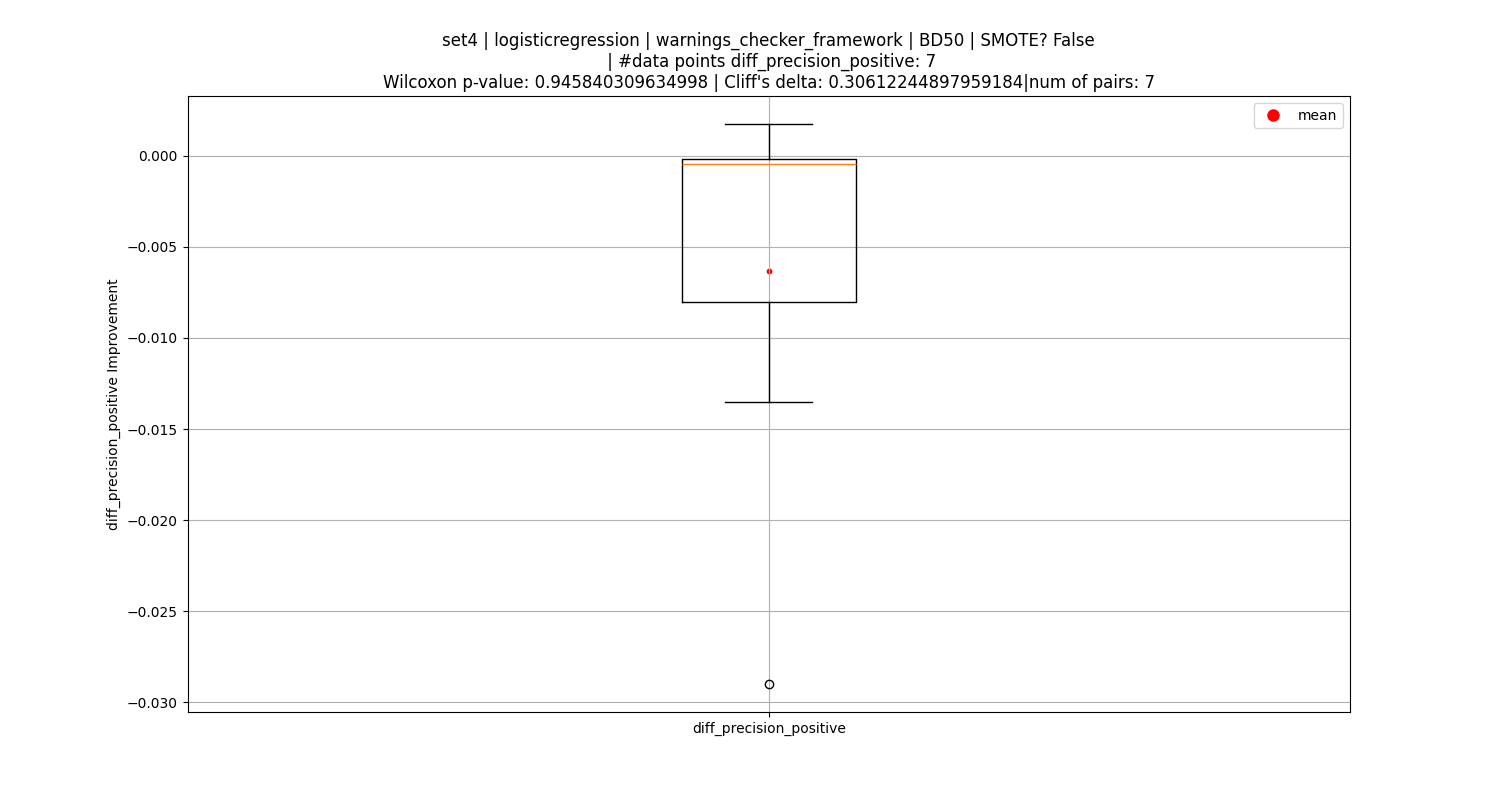 set4 | logisticregression | warnings_checker_framework | BD50 | SMOTE? False
| #data points diff_precision_positive: 7
Wilcoxon p-value: 0.945840309634998 | Cliff's delta: 0.30612244897959184|num of pairs: 7
mean
0.000
−0.005
−0.010
−0.015
−0.020
−0.025
−0.030
diff_precision_positive Improvement
diff_precision_positive